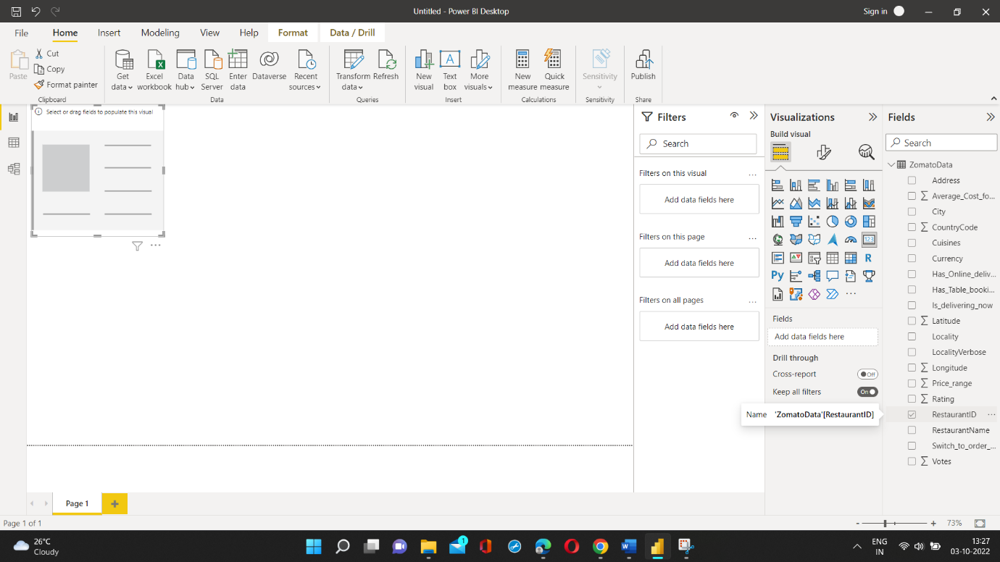 Untitled - Power BI Desktop
Sign in
File Home Insert Modeling View Help Format Data / Drill
Paste
Cut
Copy
Format painter
Clipboard
Get data
Excel workbook
Data hub
SQL Server
Enter data
Dataverse
Recent sources
Data
Transform data
Refresh
Queries
New visual
Text box
More visuals
Insert
New measure
Quick measure
Calculations
Sensitivity
Sensitivity
Publish
Share
Select or drag fields to populate this visual
Filters
Search
Filters on this visual ...
Add data fields here
Filters on this page ...
Add data fields here
Filters on all pages ...
Add data fields here
Visualizations
Build visual
123
R
Py
...
Fields
Add data fields here
Drill through
Cross-report Off
Keep all filters On
Name 'ZomatoData'[RestaurantID]
Fields
Search
ZomatoData
Address
Average_Cost_fo...
City
CountryCode
Cuisines
Currency
Has_Online_deliv...
Has_Table_booki...
Is_delivering_now
Latitude
Locality
LocalityVerbose
Longitude
Price_range
Rating
RestaurantID ...
RestaurantName
Switch_to_order_...
Votes
Page 1
Page 1 of 1
- + 73%
26°C
Cloudy
1
ENG
IN
13:27
03-10-2022